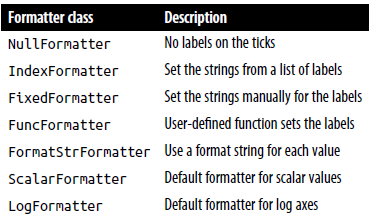 Formatter class Description
NullFormatter No labels on the ticks
IndexFormatter Set the strings from a list of labels
FixedFormatter Set the strings manually for the labels
FuncFormatter User-defined function sets the labels
FormatStrFormatter Use a format string for each value
ScalarFormatter Default formatter for scalar values
LogFormatter Default formatter for log axes